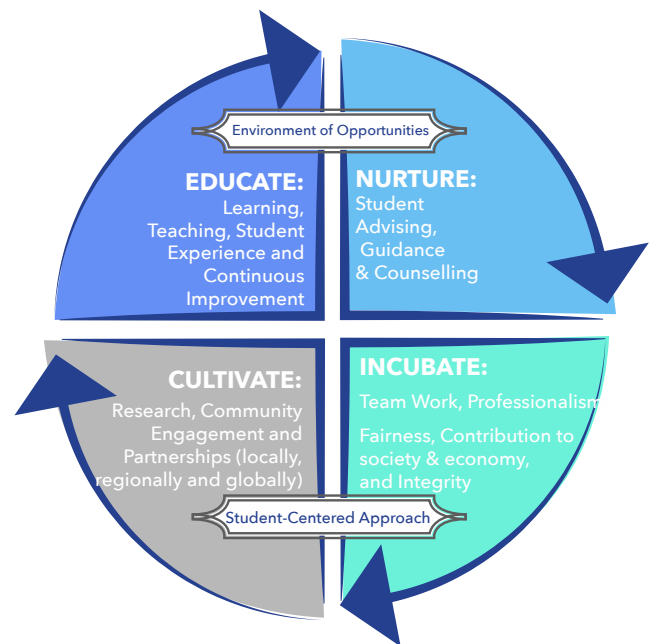 Environment of Opportunities
EDUCATE:
Learning,
Teaching, Student
Experience and
Continuous
Improvement
NURTURE:
Student
Advising,
Guidance
& Counselling
CULTIVATE:
Research, Community
Engagement and
Partnerships (locally,
regionally and globally)
INCUBATE:
Team Work, Professionalism
Fairness, Contribution to
society & economy,
and Integrity
Student-Centered Approach